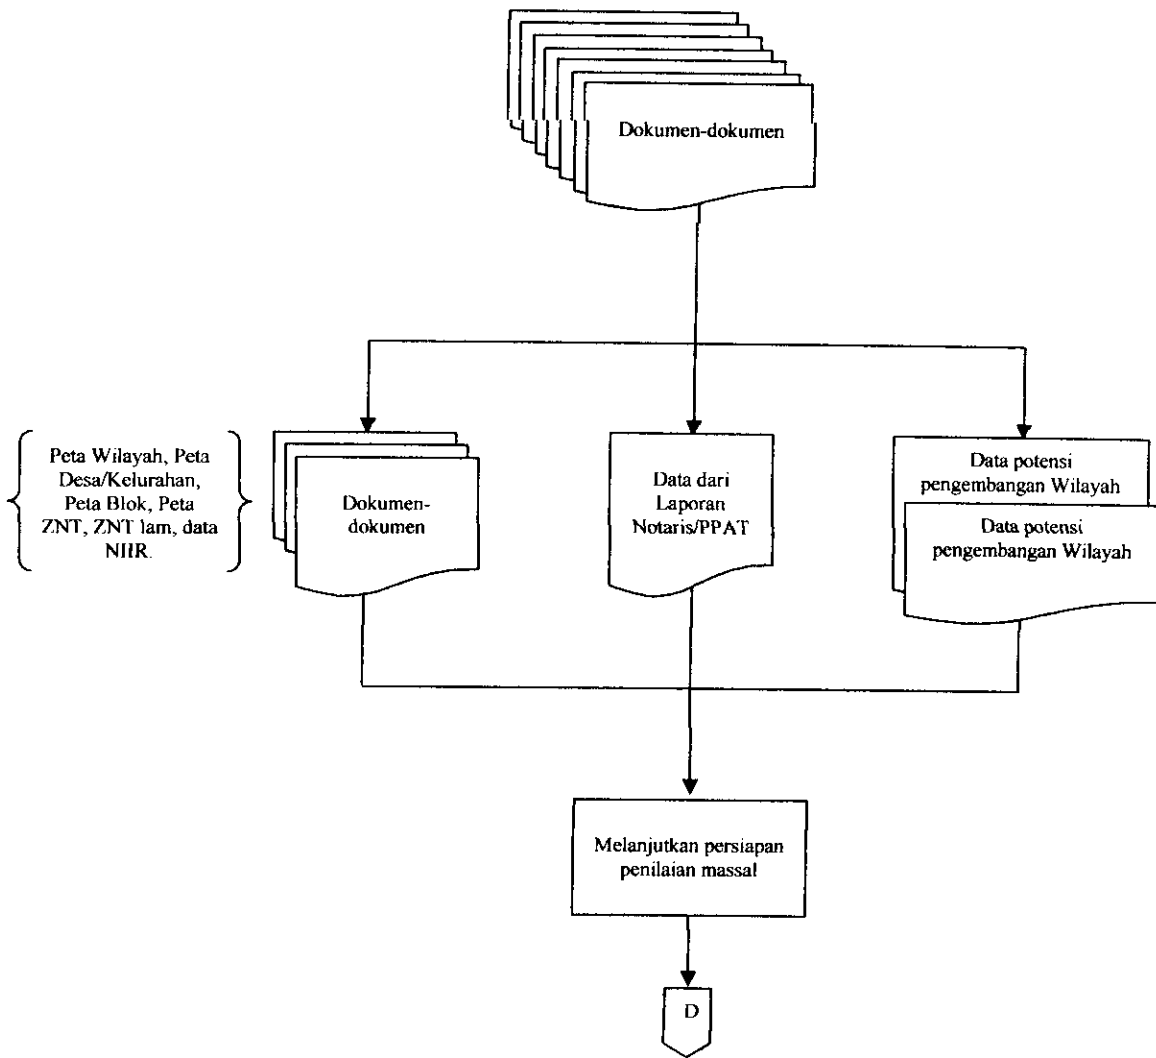 Dokumen-dokumen
Peta Wilayah, Peta
Desa/Kelurahan,
Peta Blok, Peta
ZNT, ZNT lam, data
NIR.
Dokumen-
dokumen
Data dari
Laporan
Notaris/PPAT
Data potensi
pengembangan Wilayah
Data potensi
pengembangan Wilayah
Melanjutkan persiapan
penilaian massal
D